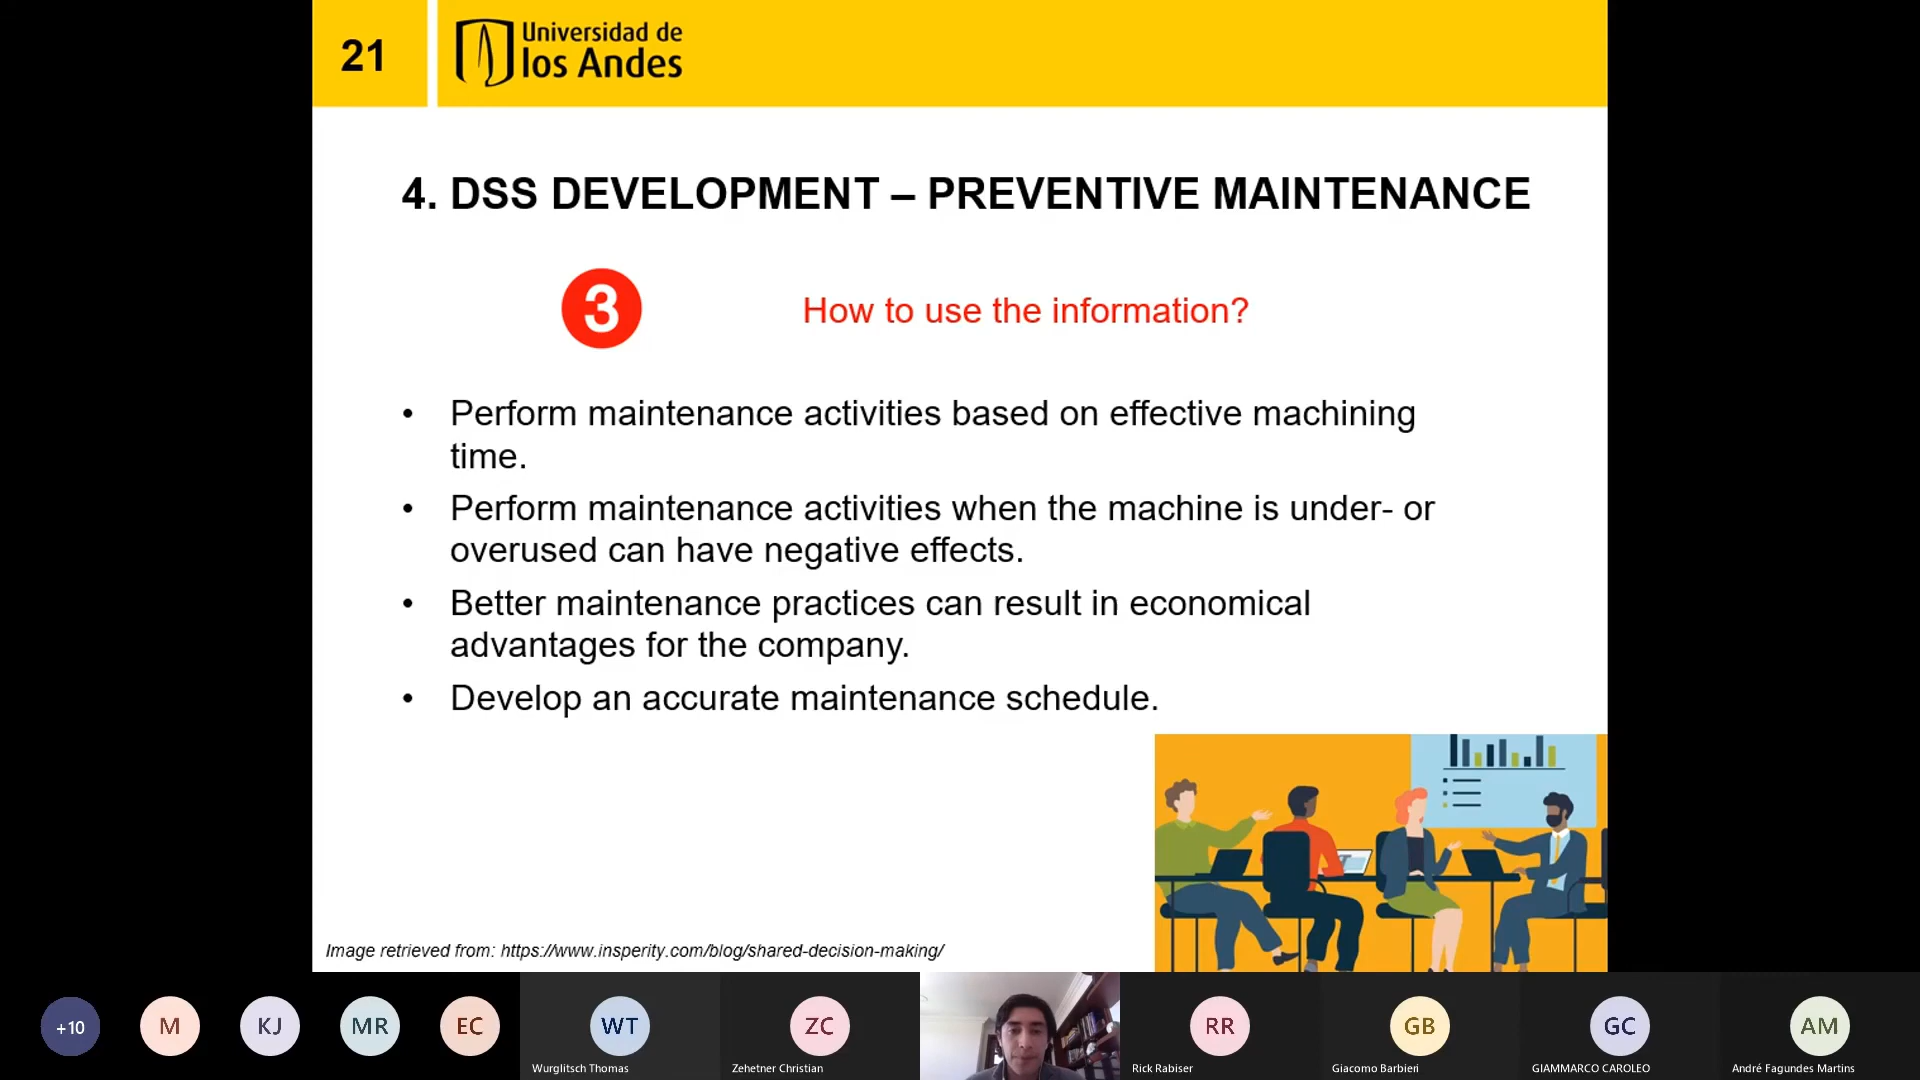 21
Universidad de
los Andes
4. DSS DEVELOPMENT – PREVENTIVE MAINTENANCE
3
How to use the information?
• Perform maintenance activities based on effective machining
time.
• Perform maintenance activities when the machine is under- or
overused can have negative effects.
• Better maintenance practices can result in economical
advantages for the company.
• Develop an accurate maintenance schedule.
Image retrieved from: https://www.insperity.com/blog/shared-decision-making/
+10
M
KJ
MR
EC
WT
Wurglitsch Thomas
ZC
Zehetner Christian
RR
Rick Rabiser
GB
Giacomo Barbieri
GC
GIAMMARCO CAROLEO
AM
André Fagundes Martins